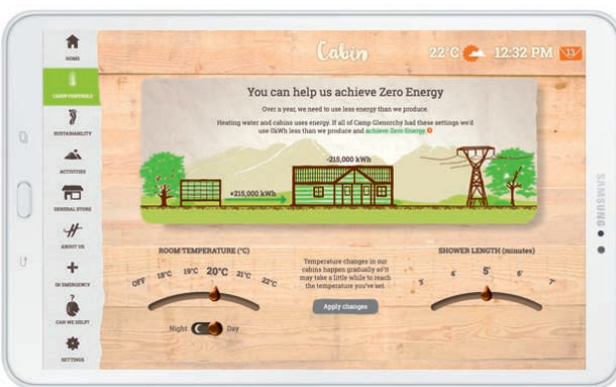 HOME
CABIN CONTROLS
SUSTAINABILITY
ACTIVITIES
GENERAL STORE
ABOUT US
IN EMERGENCY
CAN WE HELP?
SETTINGS
Cabin
22°C 12:32 PM 13
You can help us achieve Zero Energy
Over a year, we need to use less energy than we produce.
Heating water and cabins uses energy. If all of Camp Glenorchy had these settings we'd
use 0kWh less than we produce and achieve Zero Energy.
-215,000 kWh
+215,000 kWh
ROOM TEMPERATURE (°C)
OFF 18°C 19°C 20°C 21°C 22°C
Night Day
Temperature changes in our
cabins happen gradually so it
may take a little while to reach
the temperature you've set.
Apply changes
SHOWER LENGTH (minutes)
3' 4' 5' 6' 7'
SAMSUNG